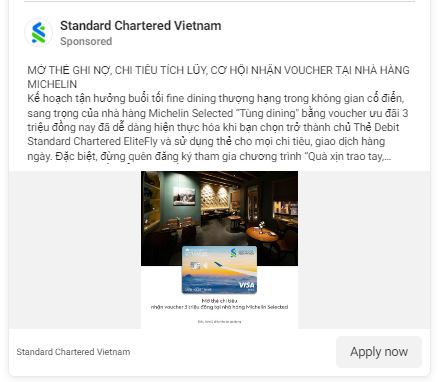 Standard Chartered Vietnam
Sponsored
MỞ THẺ GHI NỢ, CHI TIÊU TÍCH LŨY, CƠ HỘI NHẬN VOUCHER TẠI NHÀ HÀNG
MICHELIN
Kế hoạch tận hưởng buổi tối fine dining thượng hạng trong không gian cổ điển,
sang trọng của nhà hàng Michelin Selected “Tùng dining” bằng voucher ưu đãi 3
triệu đồng nay đã dễ dàng hiện thực hóa khi bạn chọn trở thành chủ Thẻ Debit
Standard Chartered EliteFly và sử dụng thẻ cho mọi chi tiêu, giao dịch hàng
ngày. Đặc biệt, đừng quên đăng ký tham gia chương trình “Quà xịn trao tay,...
VISA
Mở thẻ chi tiêu
nhận voucher 3 triệu đồng tại nhà hàng Michelin Selected
Standard Chartered Vietnam
Apply now